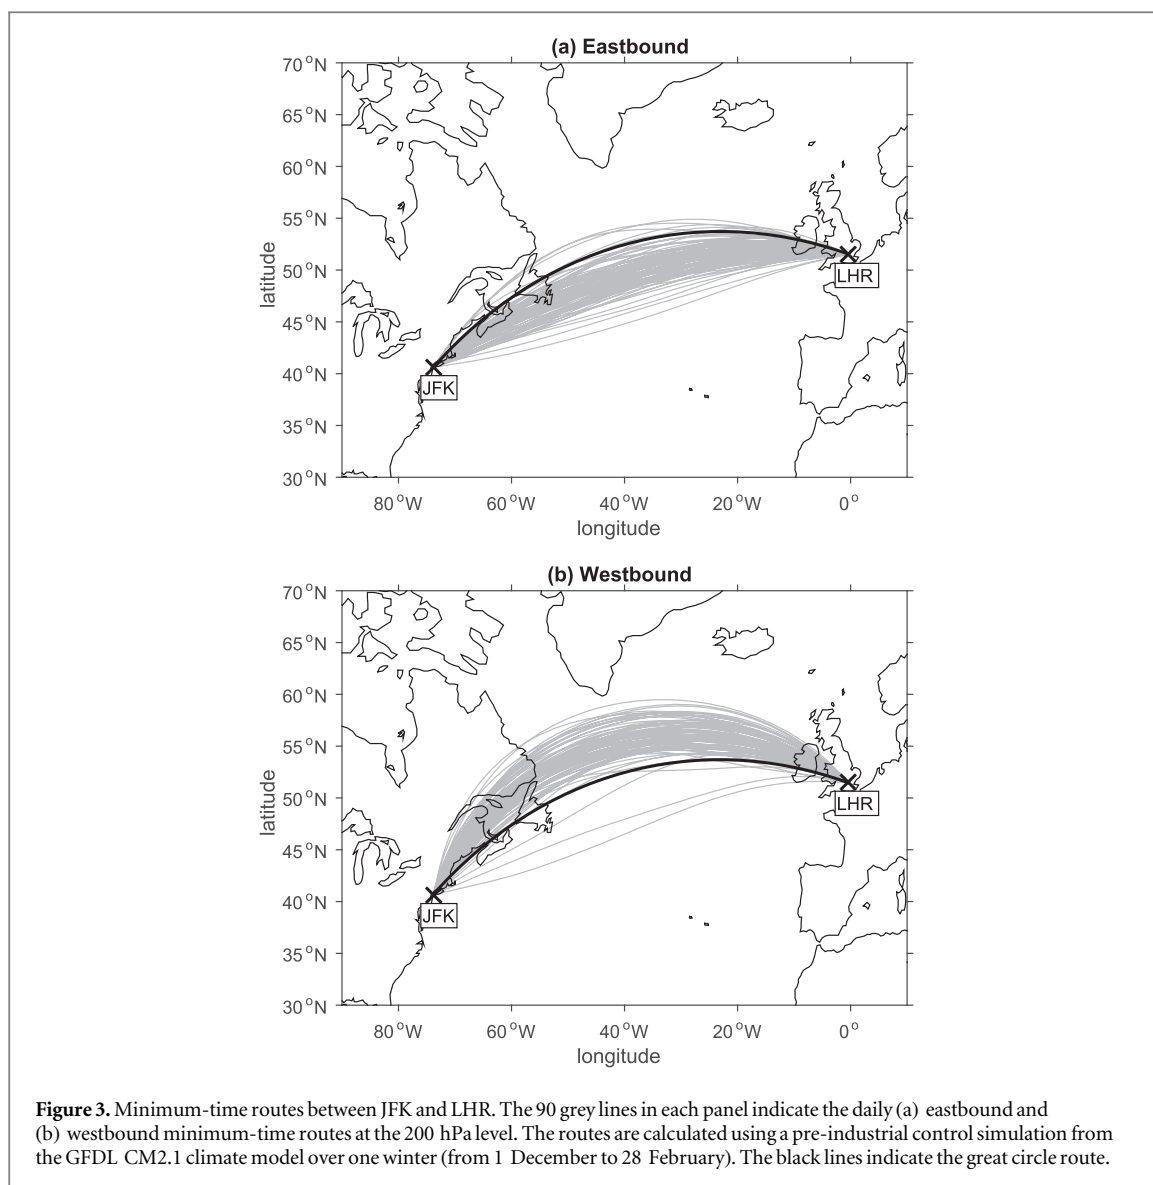 (a) Eastbound
70°N
65°N
60°N
55°N
50°N
45°N
40°N
35°N
30°N
latitude
LHR
JFK
80°W 60°W 40°W 20°W 0°
longitude
(b) Westbound
70°N
65°N
60°N
55°N
50°N
45°N
40°N
35°N
30°N
latitude
LHR
JFK
80°W 60°W 40°W 20°W 0°
longitude
Figure 3. Minimum-time routes between JFK and LHR. The 90 grey lines in each panel indicate the daily (a) eastbound and
(b) westbound minimum-time routes at the 200 hPa level. The routes are calculated using a pre-industrial control simulation from
the GFDL CM2.1 climate model over one winter (from 1 December to 28 February). The black lines indicate the great circle route.